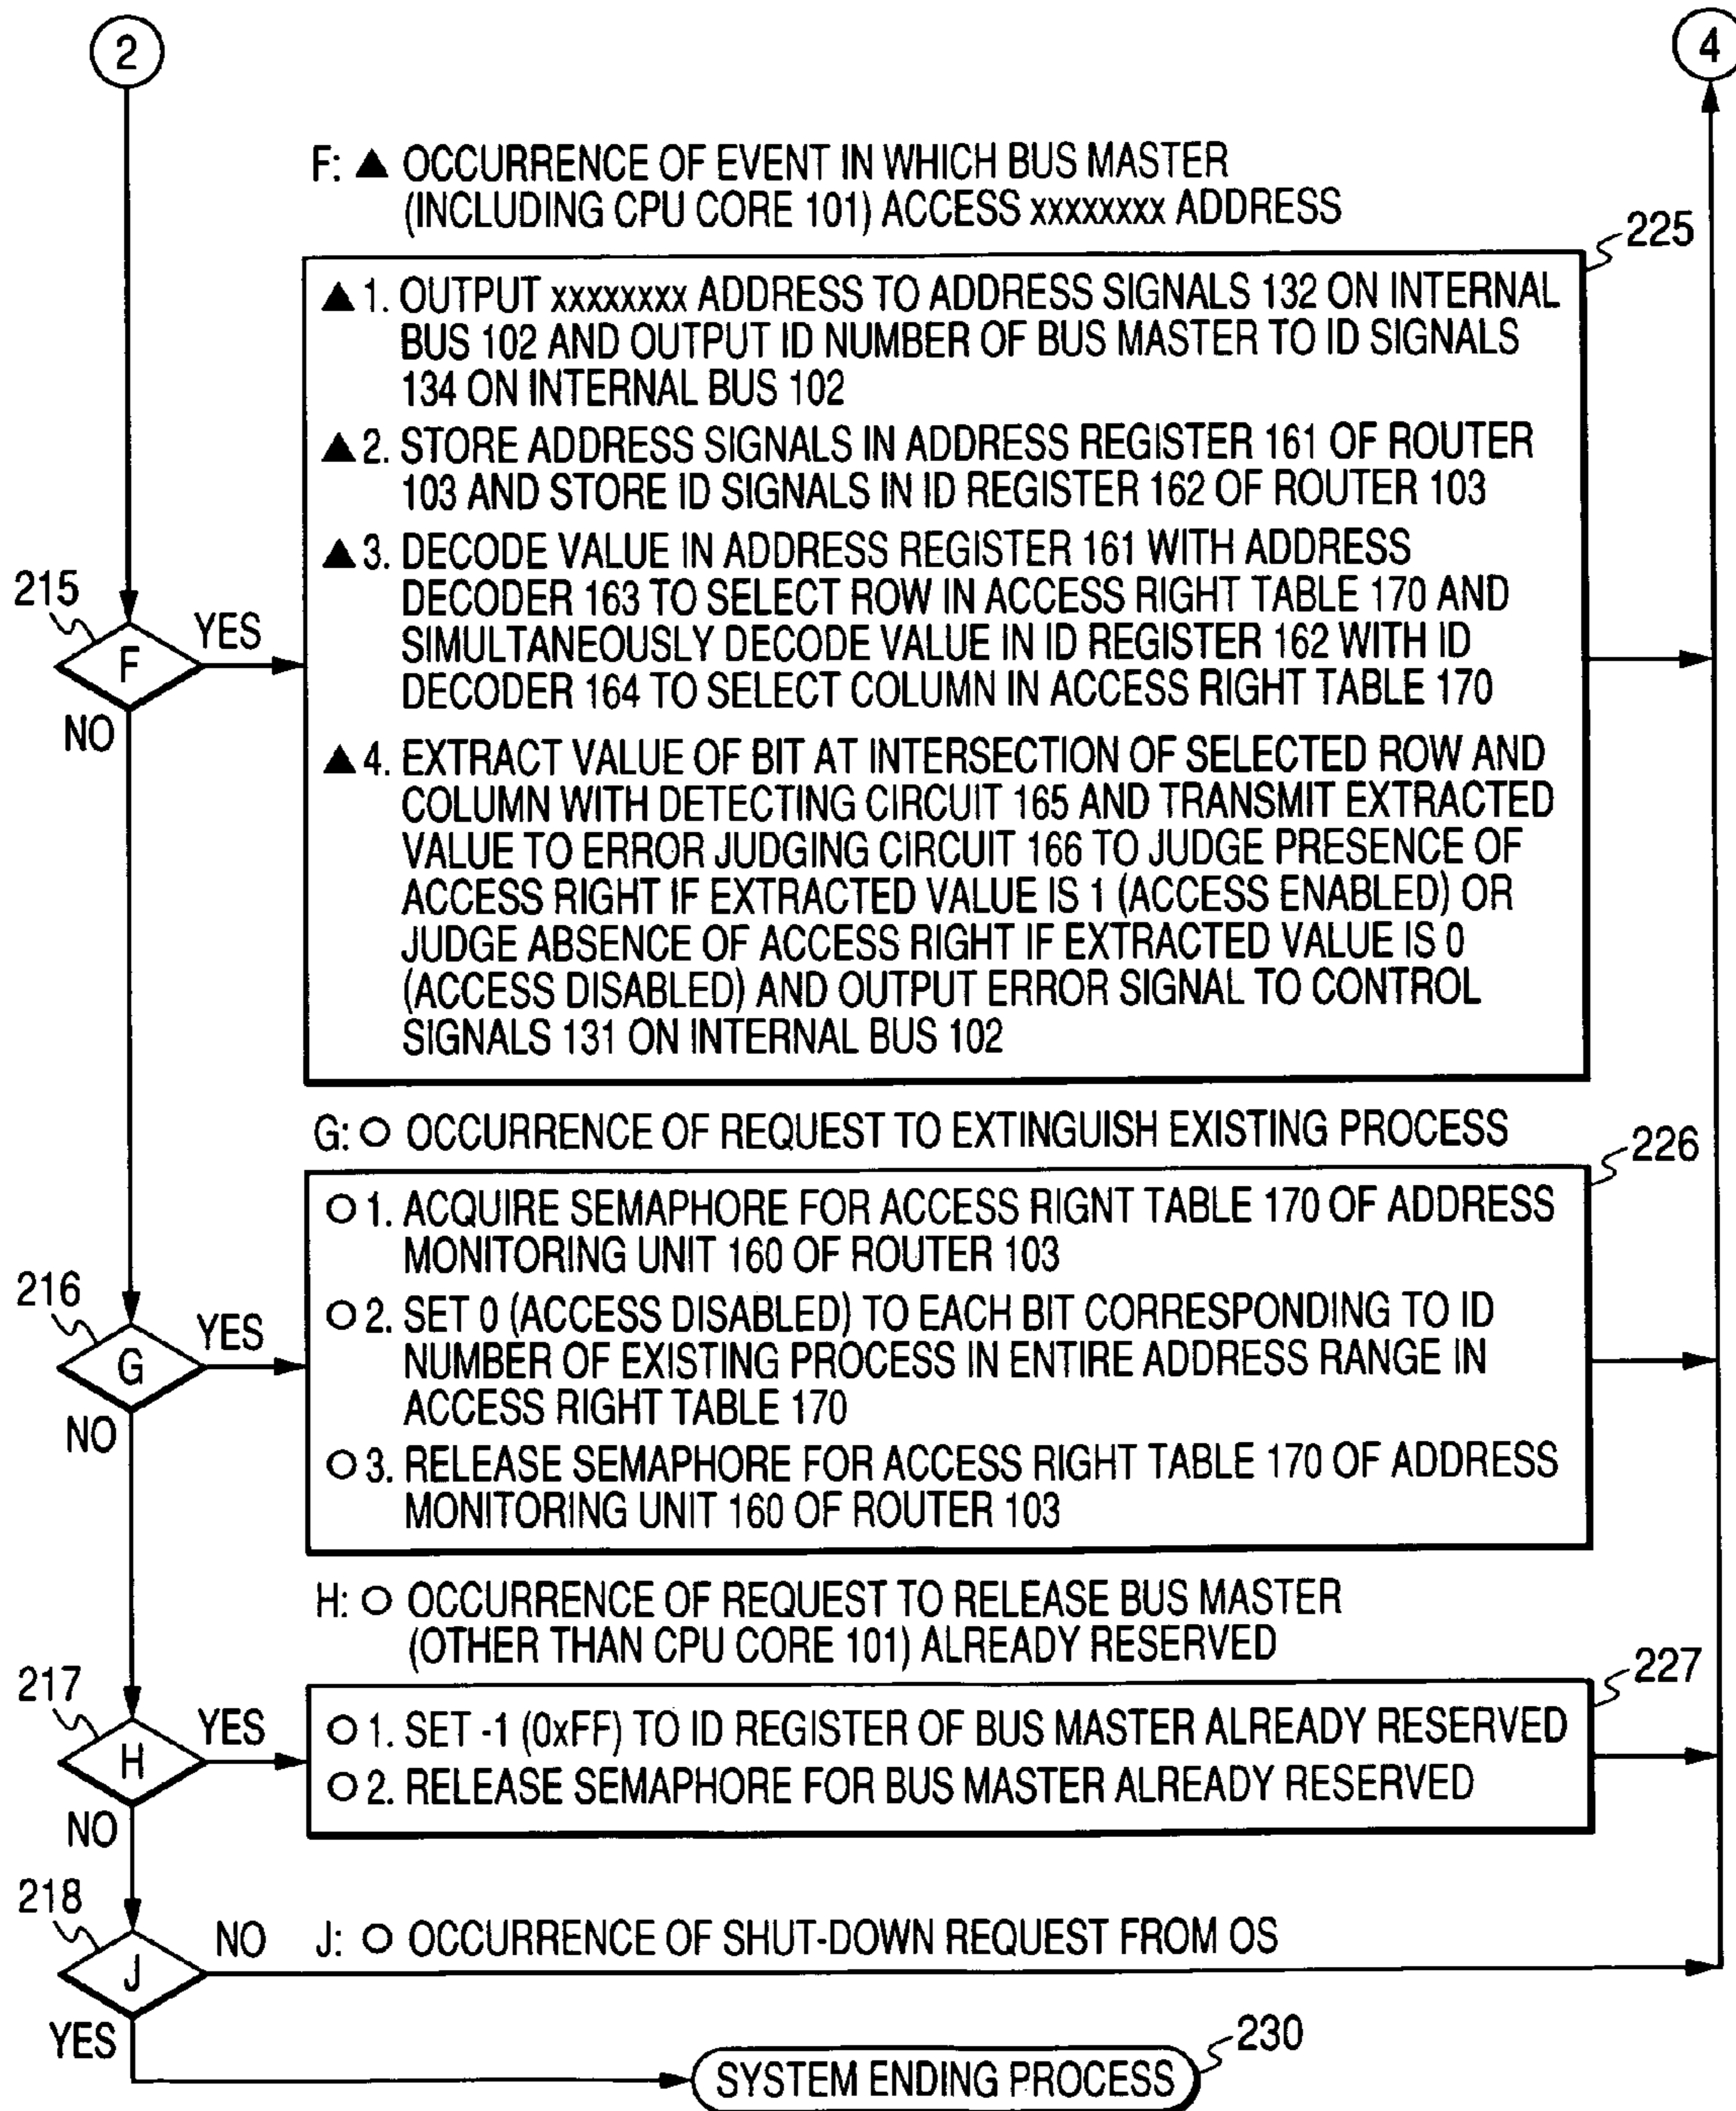 2
4
F: ▲ OCCURRENCE OF EVENT IN WHICH BUS MASTER
(INCLUDING CPU CORE 101) ACCESS xxxxxxxx ADDRESS
225
▲ 1. OUTPUT xxxxxxxx ADDRESS TO ADDRESS SIGNALS 132 ON INTERNAL
BUS 102 AND OUTPUT ID NUMBER OF BUS MASTER TO ID SIGNALS
134 ON INTERNAL BUS 102
▲ 2. STORE ADDRESS SIGNALS IN ADDRESS REGISTER 161 OF ROUTER
103 AND STORE ID SIGNALS IN ID REGISTER 162 OF ROUTER 103
▲ 3. DECODE VALUE IN ADDRESS REGISTER 161 WITH ADDRESS
DECODER 163 TO SELECT ROW IN ACCESS RIGHT TABLE 170 AND
SIMULTANEOUSLY DECODE VALUE IN ID REGISTER 162 WITH ID
DECODER 164 TO SELECT COLUMN IN ACCESS RIGHT TABLE 170
▲ 4. EXTRACT VALUE OF BIT AT INTERSECTION OF SELECTED ROW AND
COLUMN WITH DETECTING CIRCUIT 165 AND TRANSMIT EXTRACTED
VALUE TO ERROR JUDGING CIRCUIT 166 TO JUDGE PRESENCE OF
ACCESS RIGHT IF EXTRACTED VALUE IS 1 (ACCESS ENABLED) OR
JUDGE ABSENCE OF ACCESS RIGHT IF EXTRACTED VALUE IS 0
(ACCESS DISABLED) AND OUTPUT ERROR SIGNAL TO CONTROL
SIGNALS 131 ON INTERNAL BUS 102
215
F
YES
NO
G: ○ OCCURRENCE OF REQUEST TO EXTINGUISH EXISTING PROCESS
226
○ 1. ACQUIRE SEMAPHORE FOR ACCESS RIGNT TABLE 170 OF ADDRESS
MONITORING UNIT 160 OF ROUTER 103
○ 2. SET 0 (ACCESS DISABLED) TO EACH BIT CORRESPONDING TO ID
NUMBER OF EXISTING PROCESS IN ENTIRE ADDRESS RANGE IN
ACCESS RIGHT TABLE 170
○ 3. RELEASE SEMAPHORE FOR ACCESS RIGHT TABLE 170 OF ADDRESS
MONITORING UNIT 160 OF ROUTER 103
216
G
YES
NO
H: ○ OCCURRENCE OF REQUEST TO RELEASE BUS MASTER
(OTHER THAN CPU CORE 101) ALREADY RESERVED
227
○ 1. SET -1 (0xFF) TO ID REGISTER OF BUS MASTER ALREADY RESERVED
○ 2. RELEASE SEMAPHORE FOR BUS MASTER ALREADY RESERVED
217
H
YES
NO
218
J
NO
J: ○ OCCURRENCE OF SHUT-DOWN REQUEST FROM OS
YES
SYSTEM ENDING PROCESS
230